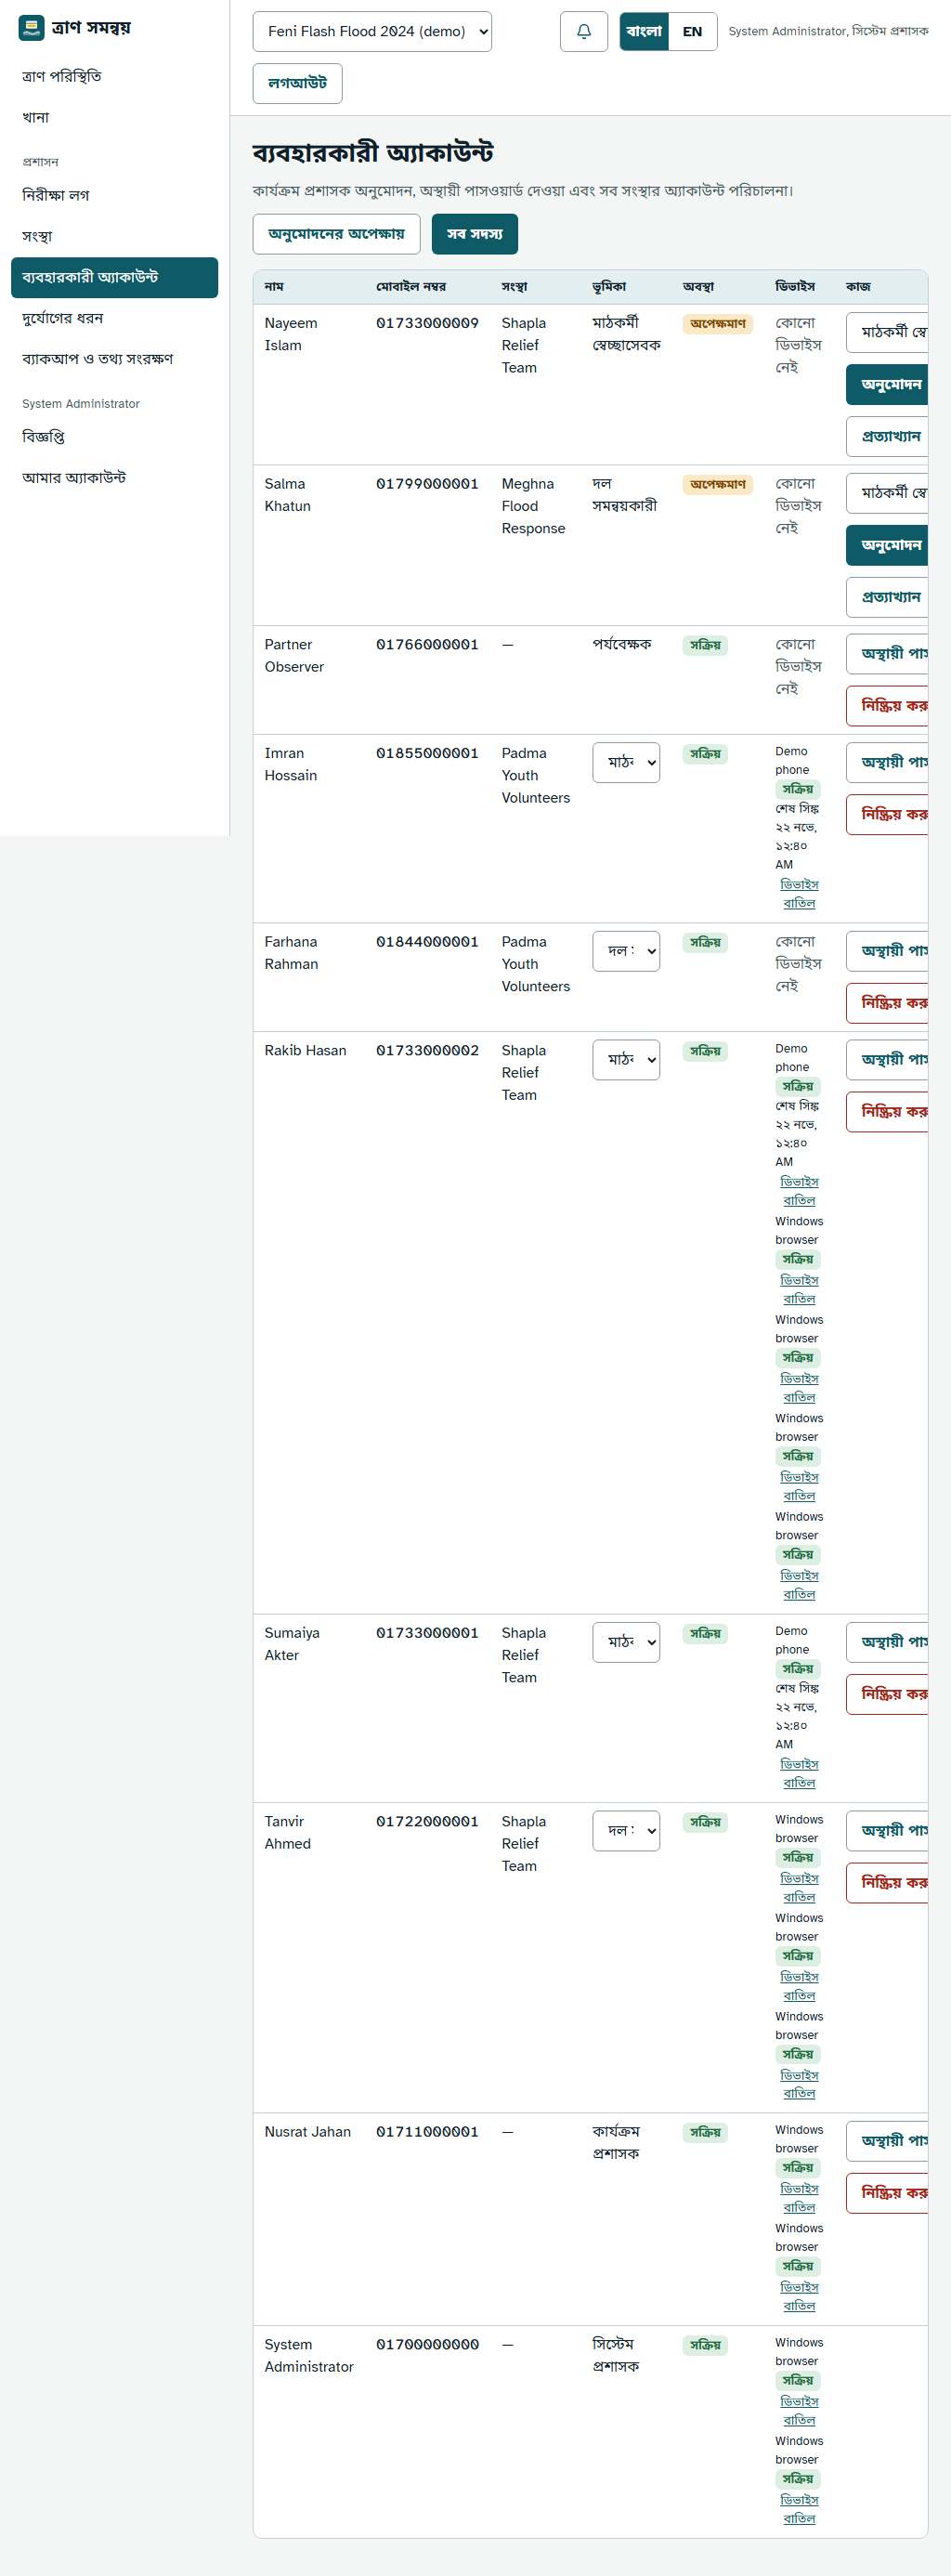 ত্রাণ সমন্বয়
ত্রাণ পরিস্থিতি
খানা
প্রশাসন
নিরীক্ষা লগ
সংস্থা
ব্যবহারকারী অ্যাকাউন্ট
দুর্যোগের ধরন
ব্যাকআপ ও তথ্য সংরক্ষণ
System Administrator
বিজ্ঞপ্তি
আমার অ্যাকাউন্ট
Feni Flash Flood 2024 (demo)
বাংলা EN
System Administrator, সিস্টেম প্রশাসক
লগআউট
ব্যবহারকারী অ্যাকাউন্ট
কার্যক্রম প্রশাসক অনুমোদন, অস্থায়ী পাসওয়ার্ড দেওয়া এবং সব সংস্থার অ্যাকাউন্ট পরিচালনা।
অনুমোদনের অপেক্ষায় সব সদস্য
নাম মোবাইল নম্বর সংস্থা ভূমিকা অবস্থা ডিভাইস কাজ
Nayeem 01733000009 Shapla মাঠকর্মী অপেক্ষমাণ কোনো মাঠকর্মী
Islam Relief স্বেচ্ছাসেবক ডিভাইস
Team নেই
অনুমোদন
প্রত্যাখ্যান
Salma 01799000001 Meghna দল অপেক্ষমাণ কোনো মাঠকর্মী
Khatun Flood সমন্বয়কারী ডিভাইস
Response নেই
অনুমোদন
প্রত্যাখ্যান
Partner 01766000001 — পর্যবেক্ষক সক্রিয় কোনো অস্থায়ী
Observer ডিভাইস
নেই
নিষ্ক্রিয়
Imran 01855000001 Padma সক্রিয় Demo অস্থায়ী
Hossain Youth phone
Volunteers সক্রিয়
নিষ্ক্রিয়
শেষ সিঙ্ক
২২ নভে,
১২:৪০
AM
ডিভাইস
বাতিল
Farhana 01844000001 Padma দল সক্রিয় কোনো অস্থায়ী
Rahman Youth ডিভাইস
Volunteers নেই
নিষ্ক্রিয়
Rakib Hasan 01733000002 Shapla সক্রিয় Demo অস্থায়ী
Relief phone
Team সক্রিয়
নিষ্ক্রিয়
শেষ সিঙ্ক
২২ নভে,
১২:৪০
AM
ডিভাইস
বাতিল
Windows
browser
সক্রিয়
ডিভাইস
বাতিল
Windows
browser
সক্রিয়
ডিভাইস
বাতিল
Windows
browser
সক্রিয়
ডিভাইস
বাতিল
Windows
browser
সক্রিয়
ডিভাইস
বাতিল
Sumaiya 01733000001 Shapla সক্রিয় Demo অস্থায়ী
Akter Relief phone
Team সক্রিয়
নিষ্ক্রিয়
শেষ সিঙ্ক
২২ নভে,
১২:৪০
AM
ডিভাইস
বাতিল
Tanvir 01722000001 Shapla দল সক্রিয় Windows অস্থায়ী
Ahmed Relief browser
Team সক্রিয়
নিষ্ক্রিয়
ডিভাইস
বাতিল
Windows
browser
সক্রিয়
ডিভাইস
বাতিল
Windows
browser
সক্রিয়
ডিভাইস
বাতিল
Nusrat Jahan 01711000001 — কার্যক্রম সক্রিয় Windows অস্থায়ী
প্রশাসক browser
সক্রিয়
নিষ্ক্রিয়
ডিভাইস
বাতিল
Windows
browser
সক্রিয়
ডিভাইস
বাতিল
System 01700000000 — সিস্টেম সক্রিয় Windows
Administrator প্রশাসক browser
সক্রিয়
ডিভাইস
বাতিল
Windows
browser
সক্রিয়
ডিভাইস
বাতিল